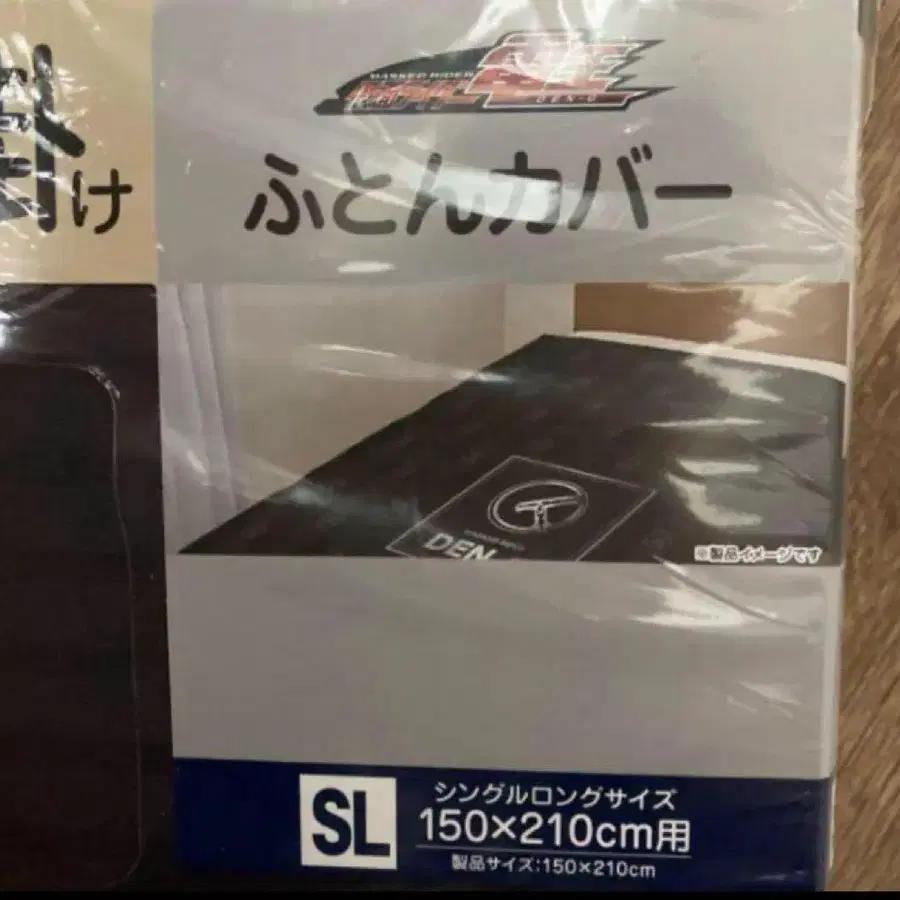 掛け
MASKED RIDER
DEN-O
ふとんカバー
DEN
※製品イメージです
SL
シングルロングサイズ
150×210cm用
製品サイズ:150×210cm